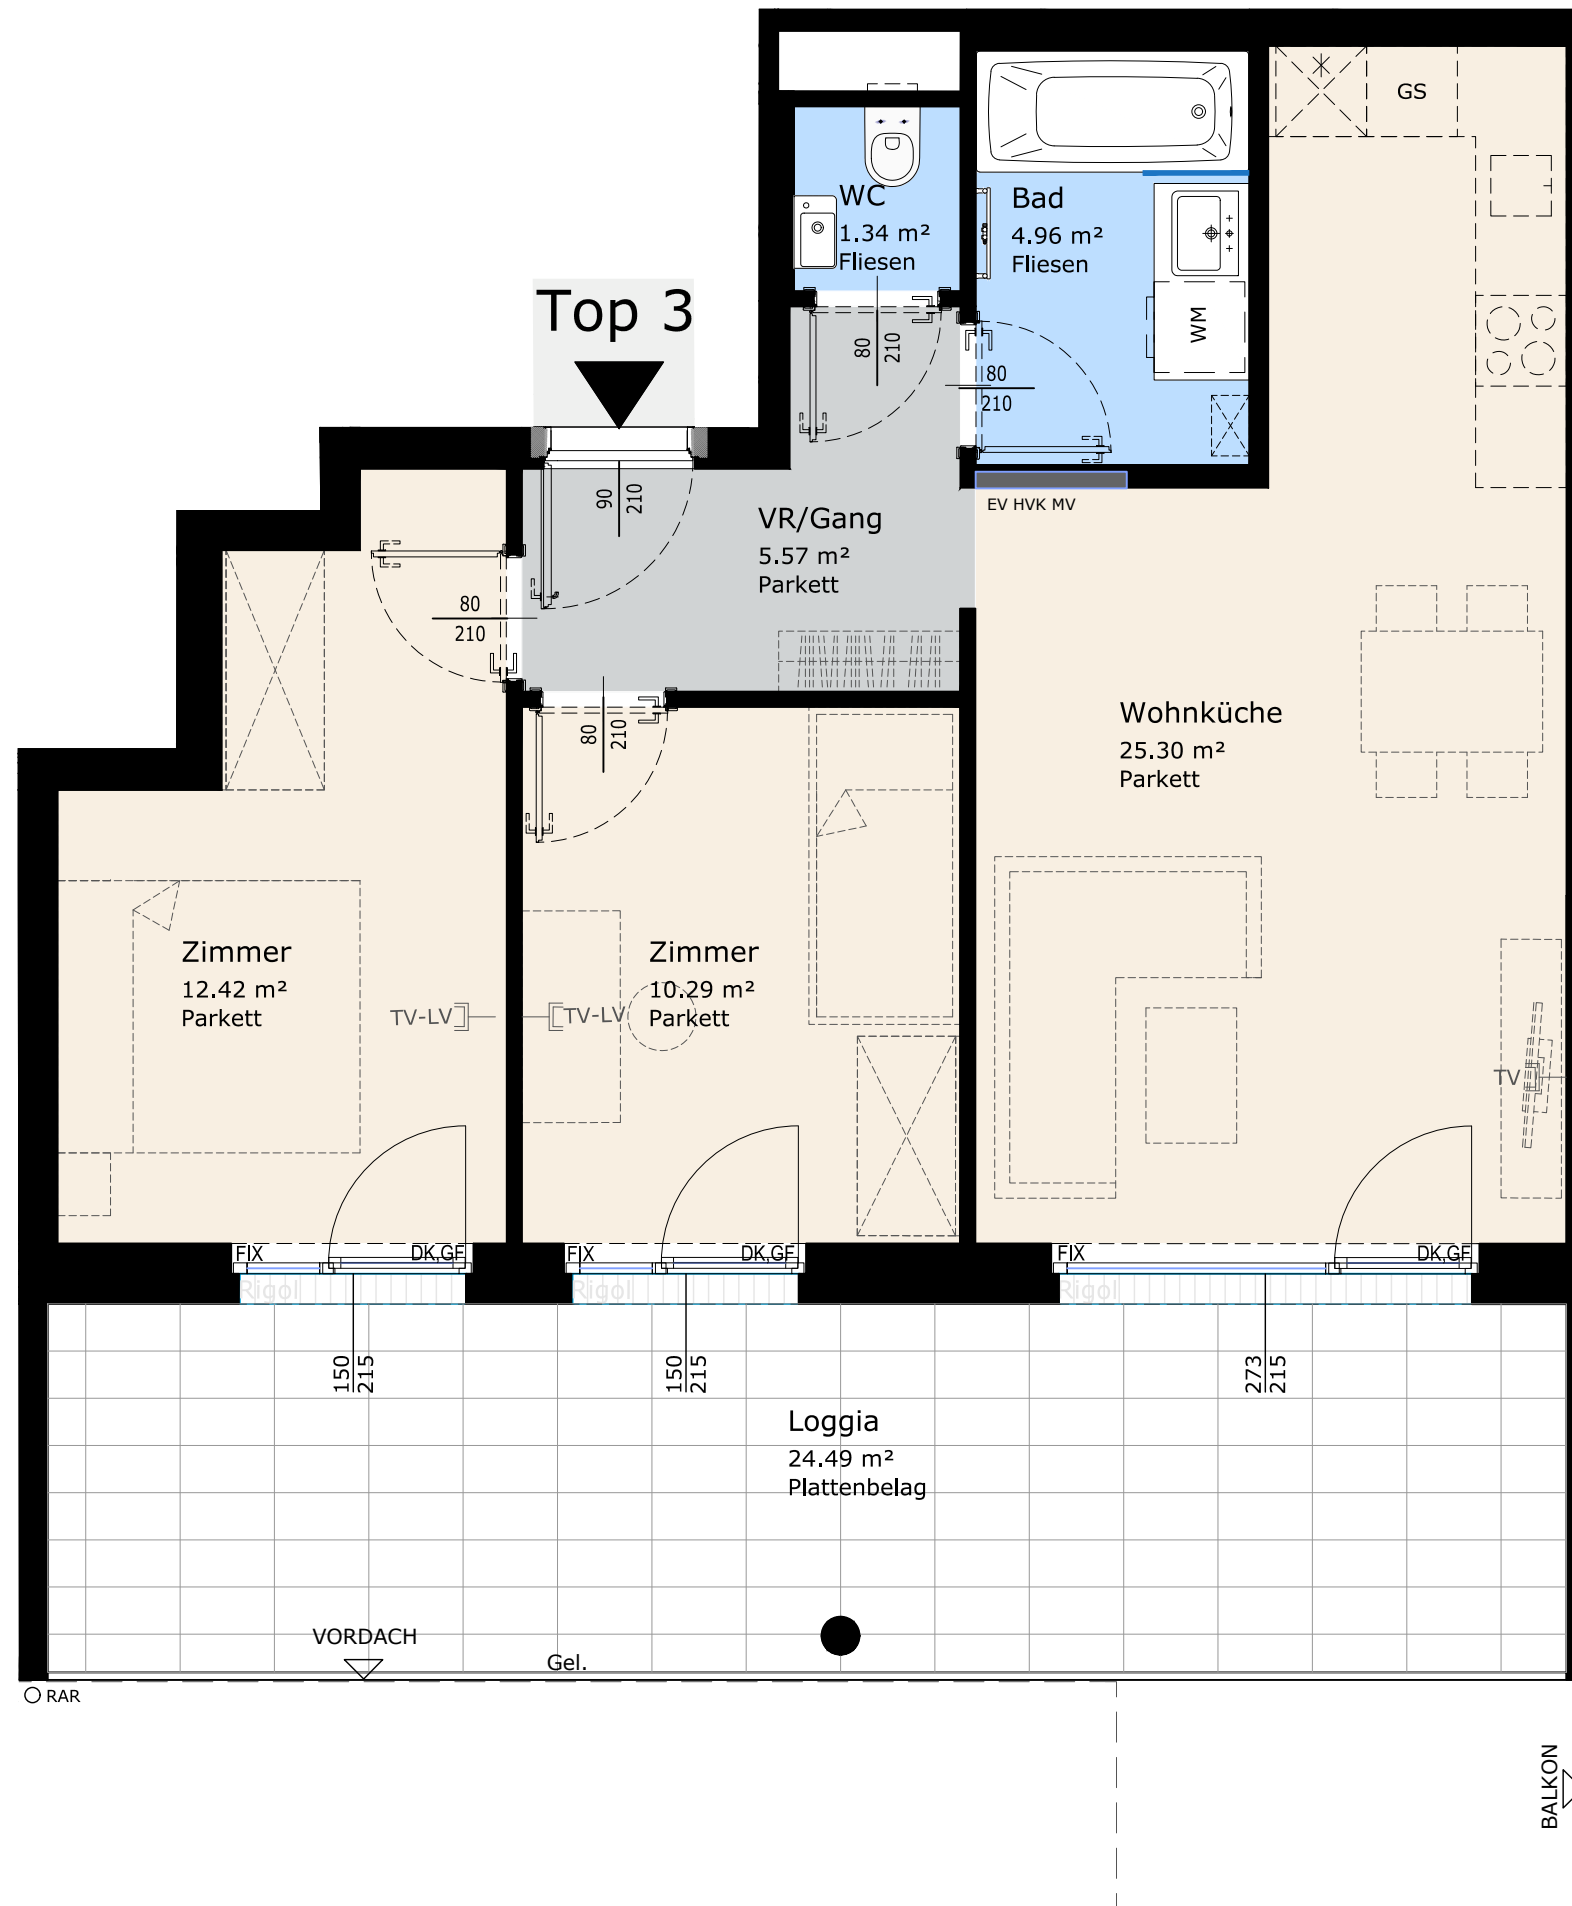 GS
WC
1.34 m²
Fliesen
Bad
4.96 m²
Fliesen
Top 3
WM
80
210
80
210
90
210
EV HVK MV
VR/Gang
5.57 m²
Parkett
80
210
80
210
Wohnküche
25.30 m²
Parkett
Zimmer
12.42 m²
Parkett
TV-LV
Zimmer
10.29 m²
Parkett
TV-LV
TV
FIX
DK,GF
FIX
DK,GF
FIX
DK,GF
Rigol
Rigol
Rigol
150
215
150
215
273
215
Loggia
24.49 m²
Plattenbelag
VORDACH
Gel.
RAR
BALKON